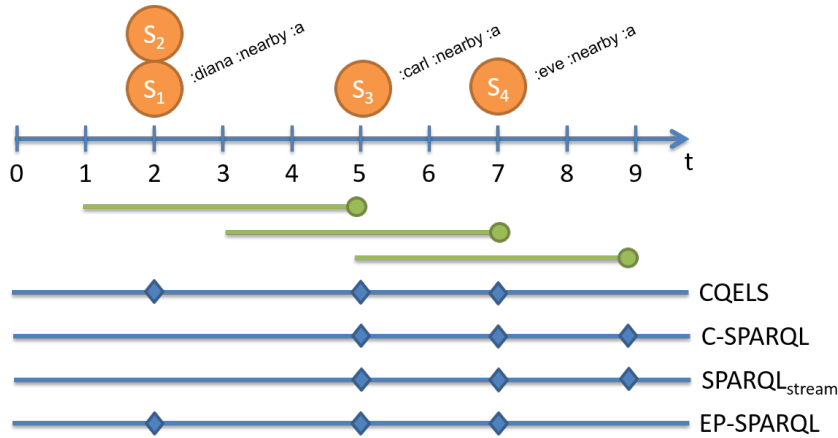 S2
S1
:diana :nearby :a
S3
:carl :nearby :a
S4
:eve :nearby :a
0 1 2 3 4 5 6 7 8 9 t
CQELS
C-SPARQL
SPARQLstream
EP-SPARQL